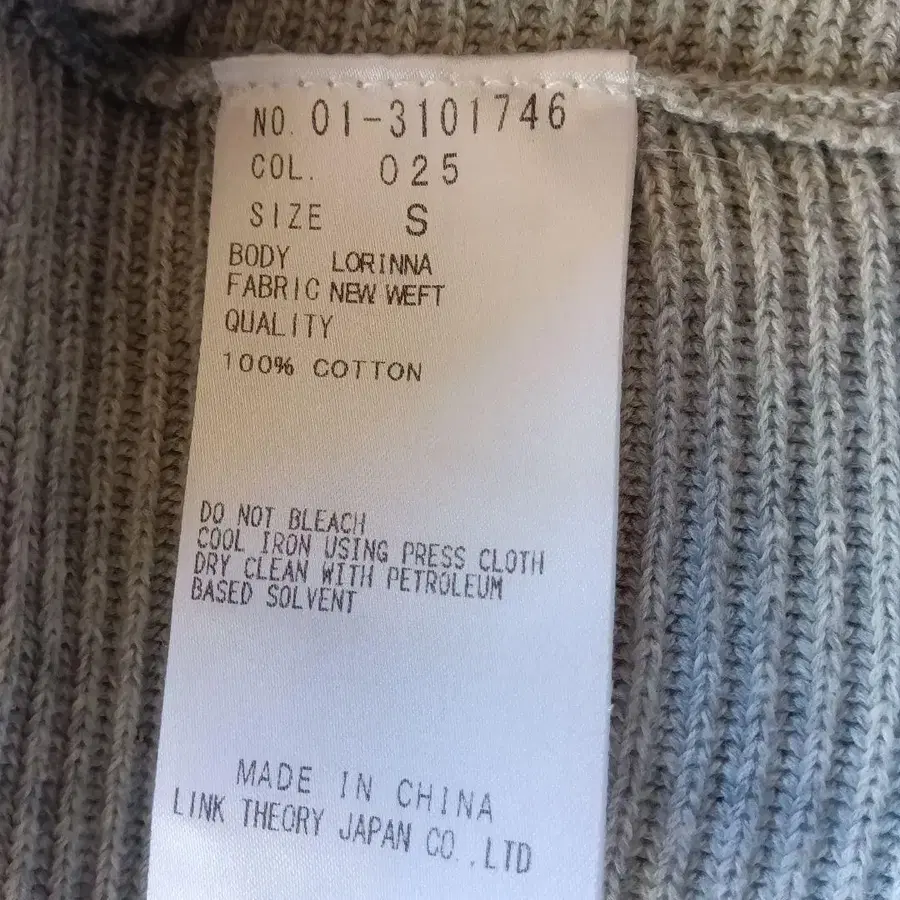 NO. 01-3101746
COL. 025
SIZE S
BODY LORINNA
FABRIC NEW WEFT
QUALITY
100% COTTON
DO NOT BLEACH
COOL IRON USING PRESS CLOTH
DRY CLEAN WITH PETROLEUM
BASED SOLVENT
MADE IN CHINA
LINK THEORY JAPAN CO.,LTD